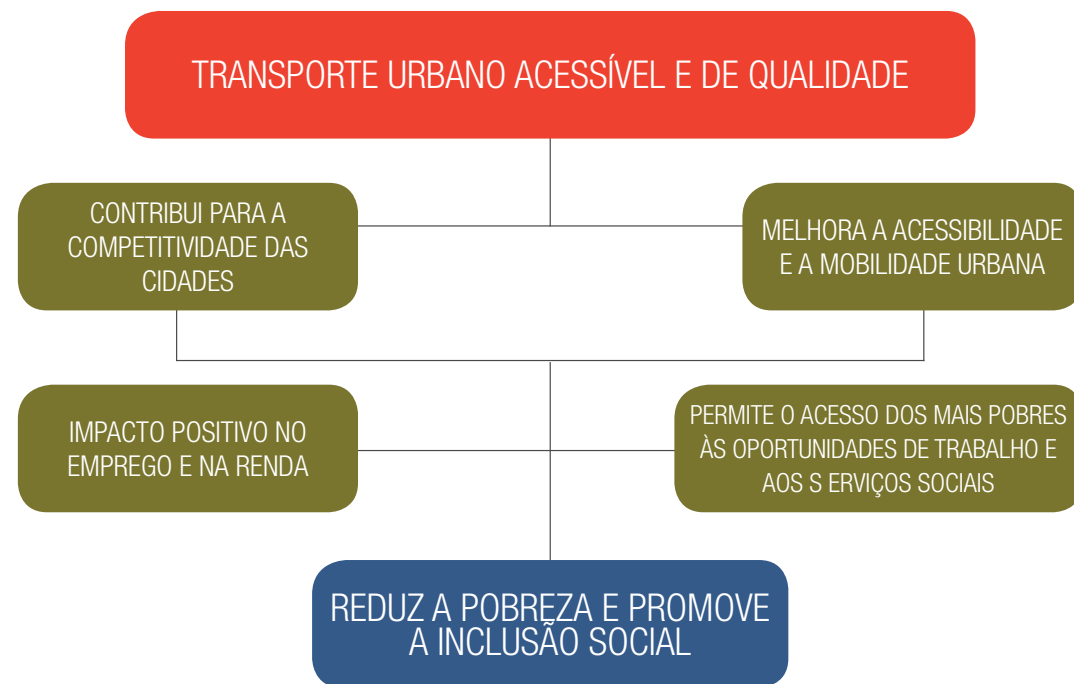 TRANSPORTE URBANO ACESSÍVEL E DE QUALIDADE
CONTRIBUI PARA A
COMPETITIVIDADE DAS
CIDADES
MELHORA A ACESSIBILIDADE
E A MOBILIDADE URBANA
IMPACTO POSITIVO NO
EMPREGO E NA RENDA
PERMITE O ACESSO DOS MAIS POBRES
ÀS OPORTUNIDADES DE TRABALHO E
AOS S ERVIÇOS SOCIAIS
REDUZ A POBREZA E PROMOVE
A INCLUSÃO SOCIAL